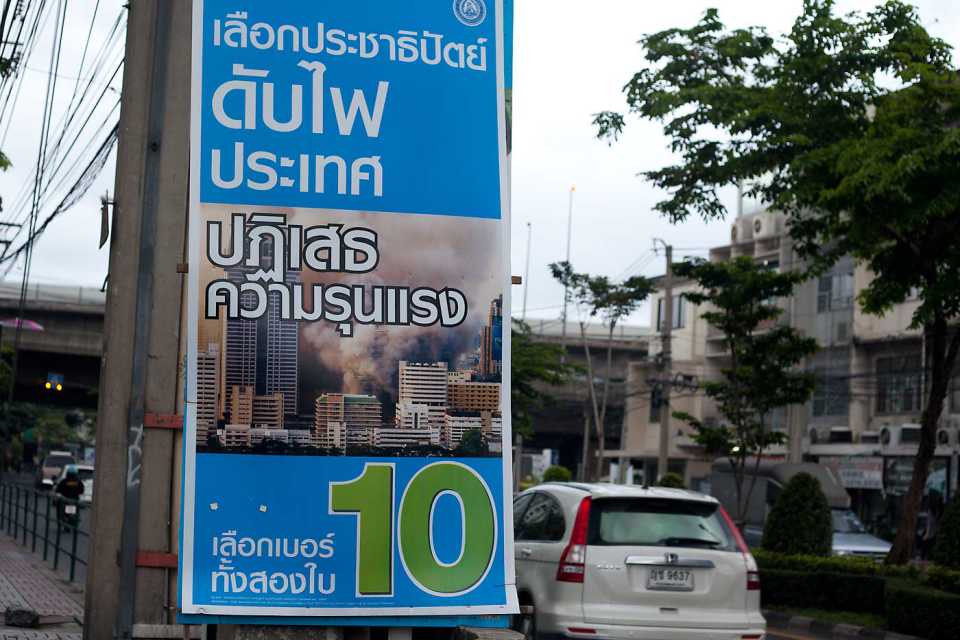 เลือกประชาธิปัตย์
ดับไฟ
ประเทศ
ปฏิเสธ
ความรุนแรง
10
เลือกเบอร์
ทั้งสองใบ
9637